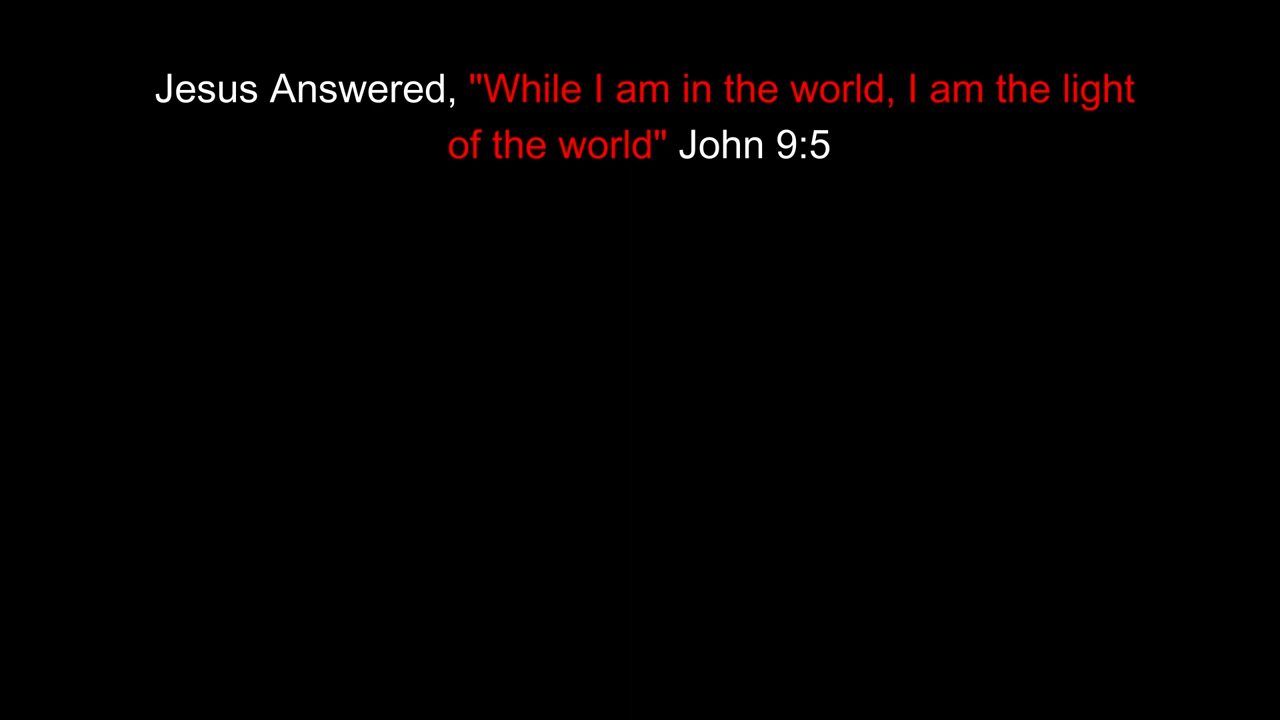 Jesus Answered, "While I am in the world, I am the light
of the world" John 9:5